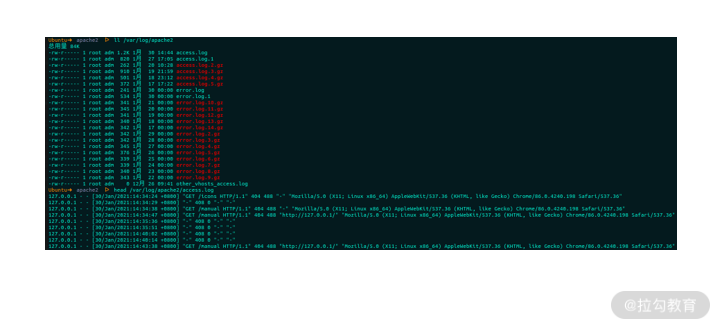 Ubuntu apache2 ll /var/log/apache2
总用量 84K
-rw-r----- 1 root adm 1.2K 1月 30 14:44 access.log
-rw-r----- 1 root adm 820 1月 27 17:01 access.log.1
-rw-r----- 1 root adm 262 1月 20 18:28 access.log.2.gz
-rw-r----- 1 root adm 918 1月 19 21:59 access.log.3.gz
-rw-r----- 1 root adm 301 1月 18 23:12 access.log.4.gz
-rw-r----- 1 root adm 372 1月 17 17:22 access.log.5.gz
-rw-r----- 1 root adm 241 1月 30 00:00 error.log
-rw-r----- 1 root adm 534 1月 30 00:00 error.log.1
-rw-r----- 1 root adm 341 1月 21 00:00 error.log.10.gz
-rw-r----- 1 root adm 345 1月 20 00:00 error.log.11.gz
-rw-r----- 1 root adm 341 1月 19 00:00 error.log.12.gz
-rw-r----- 1 root adm 340 1月 18 00:00 error.log.13.gz
-rw-r----- 1 root adm 342 1月 17 00:00 error.log.14.gz
-rw-r----- 1 root adm 342 1月 29 00:00 error.log.2.gz
-rw-r----- 1 root adm 342 1月 28 00:00 error.log.3.gz
-rw-r----- 1 root adm 345 1月 27 00:00 error.log.4.gz
-rw-r----- 1 root adm 376 1月 26 00:00 error.log.5.gz
-rw-r----- 1 root adm 339 1月 25 00:00 error.log.6.gz
-rw-r----- 1 root adm 339 1月 24 00:00 error.log.7.gz
-rw-r----- 1 root adm 340 1月 23 00:00 error.log.8.gz
-rw-r----- 1 root adm 343 1月 22 00:00 error.log.9.gz
-rw-r----- 1 root adm 0 12月 26 09:41 other_vhosts_access.log
Ubuntu apache2 head /var/log/apache2/access.log
127.0.0.1 - - [30/Jan/2021:14:34:24 +0800] "GET /icons HTTP/1.1" 404 488 "-" "Mozilla/5.0 (X11; Linux x86_64) AppleWebKit/537.36 (KHTML, like Gecko) Chrome/86.0.4240.198 Safari/537.36"
127.0.0.1 - - [30/Jan/2021:14:34:29 +0800] "-" 408 0 "-" "-"
127.0.0.1 - - [30/Jan/2021:14:34:38 +0800] "GET /manual HTTP/1.1" 404 488 "-" "Mozilla/5.0 (X11; Linux x86_64) AppleWebKit/537.36 (KHTML, like Gecko) Chrome/86.0.4240.198 Safari/537.36"
127.0.0.1 - - [30/Jan/2021:14:34:47 +0800] "GET /manual HTTP/1.1" 404 488 "http://127.0.0.1/" "Mozilla/5.0 (X11; Linux x86_64) AppleWebKit/537.36 (KHTML, like Gecko) Chrome/86.0.4240.198 Safari/537.36"
127.0.0.1 - - [30/Jan/2021:14:35:36 +0800] "-" 408 0 "-" "-"
127.0.0.1 - - [30/Jan/2021:14:35:53 +0800] "-" 408 0 "-" "-"
127.0.0.1 - - [30/Jan/2021:14:40:02 +0800] "-" 408 0 "-" "-"
127.0.0.1 - - [30/Jan/2021:14:40:14 +0800] "-" 408 0 "-" "-"
127.0.0.1 - - [30/Jan/2021:14:43:38 +0800] "GET /manual HTTP/1.1" 404 488 "http://127.0.0.1/" "Mozilla/5.0 (X11; Linux x86_64) AppleWebKit/537.36 (KHTML, like Gecko) Chrome/86.0.4240.198 Safari/537.36"
@拉勾教育